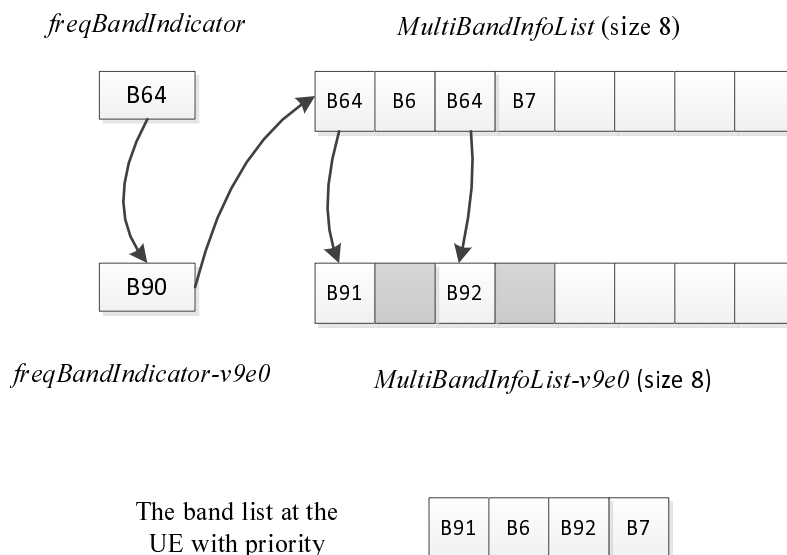 freqBandIndicator
MultiBandInfoList (size 8)
B64
B64 B6 B64 B7
B90
B91 B92
freqBandIndicator-v9e0
MultiBandInfoList-v9e0 (size 8)
The band list at the
UE with priority
B91 B6 B92 B7